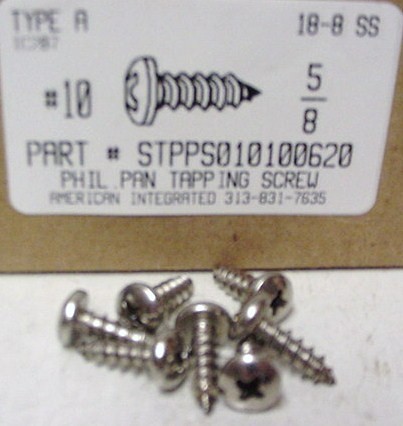 TYPE A
18-8 SS
#10
5
8
PART # STPPS010100620
PHIL PAN TAPPING SCREW
AMERICAN INTEGRATED 313-831-7635